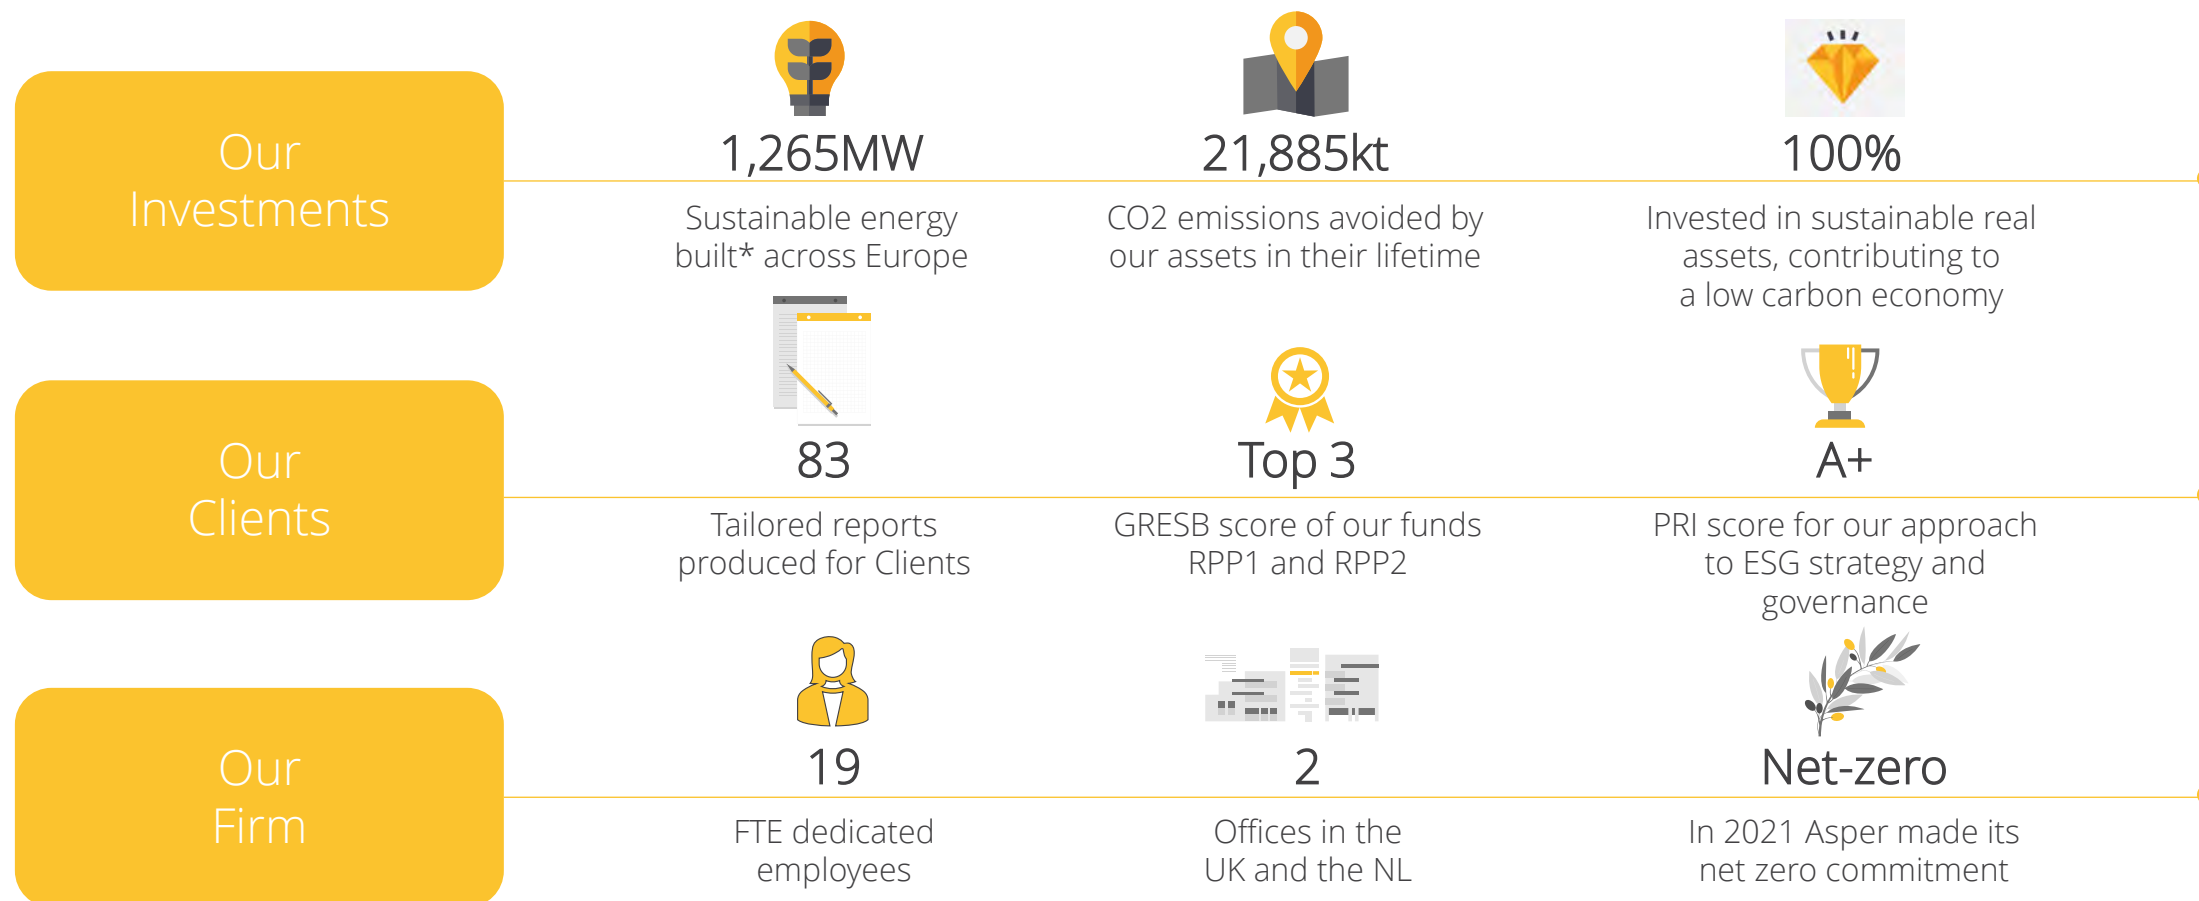 Our
Investments
1,265MW
Sustainable energy
built* across Europe
21,885kt
CO2 emissions avoided by
our assets in their lifetime
100%
Invested in sustainable real
assets, contributing to
a low carbon economy
Our
Clients
83
Tailored reports
produced for Clients
Top 3
GRESB score of our funds
RPP1 and RPP2
A+
PRI score for our approach
to ESG strategy and
governance
Our
Firm
19
FTE dedicated
employees
2
Offices in the
UK and the NL
Net-zero
In 2021 Asper made its
net zero commitment